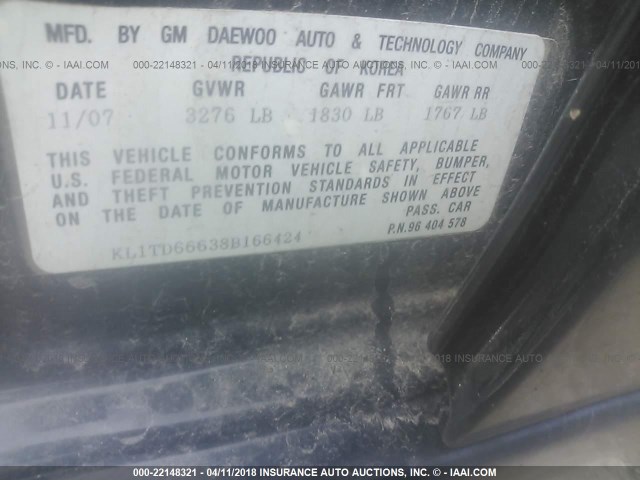 MFD. BY GM DAEWOO AUTO & TECHNOLOGY COMPANY
REPUBLIC OF KOREA
DATE GVWR GAWR FRT GAWR RR
11/07 3276 LB 1830 LB 1767 LB
THIS VEHICLE CONFORMS TO ALL APPLICABLE
U.S. FEDERAL MOTOR VEHICLE SAFETY, BUMPER,
AND THEFT PREVENTION STANDARDS IN EFFECT
ON THE DATE OF MANUFACTURE SHOWN ABOVE
PASS. CAR
KL1TD66638B166424 P.N.96 404 578
000-22148321 - 04/11/2018 INSURANCE AUTO AUCTIONS, INC. - © IAAI.COM